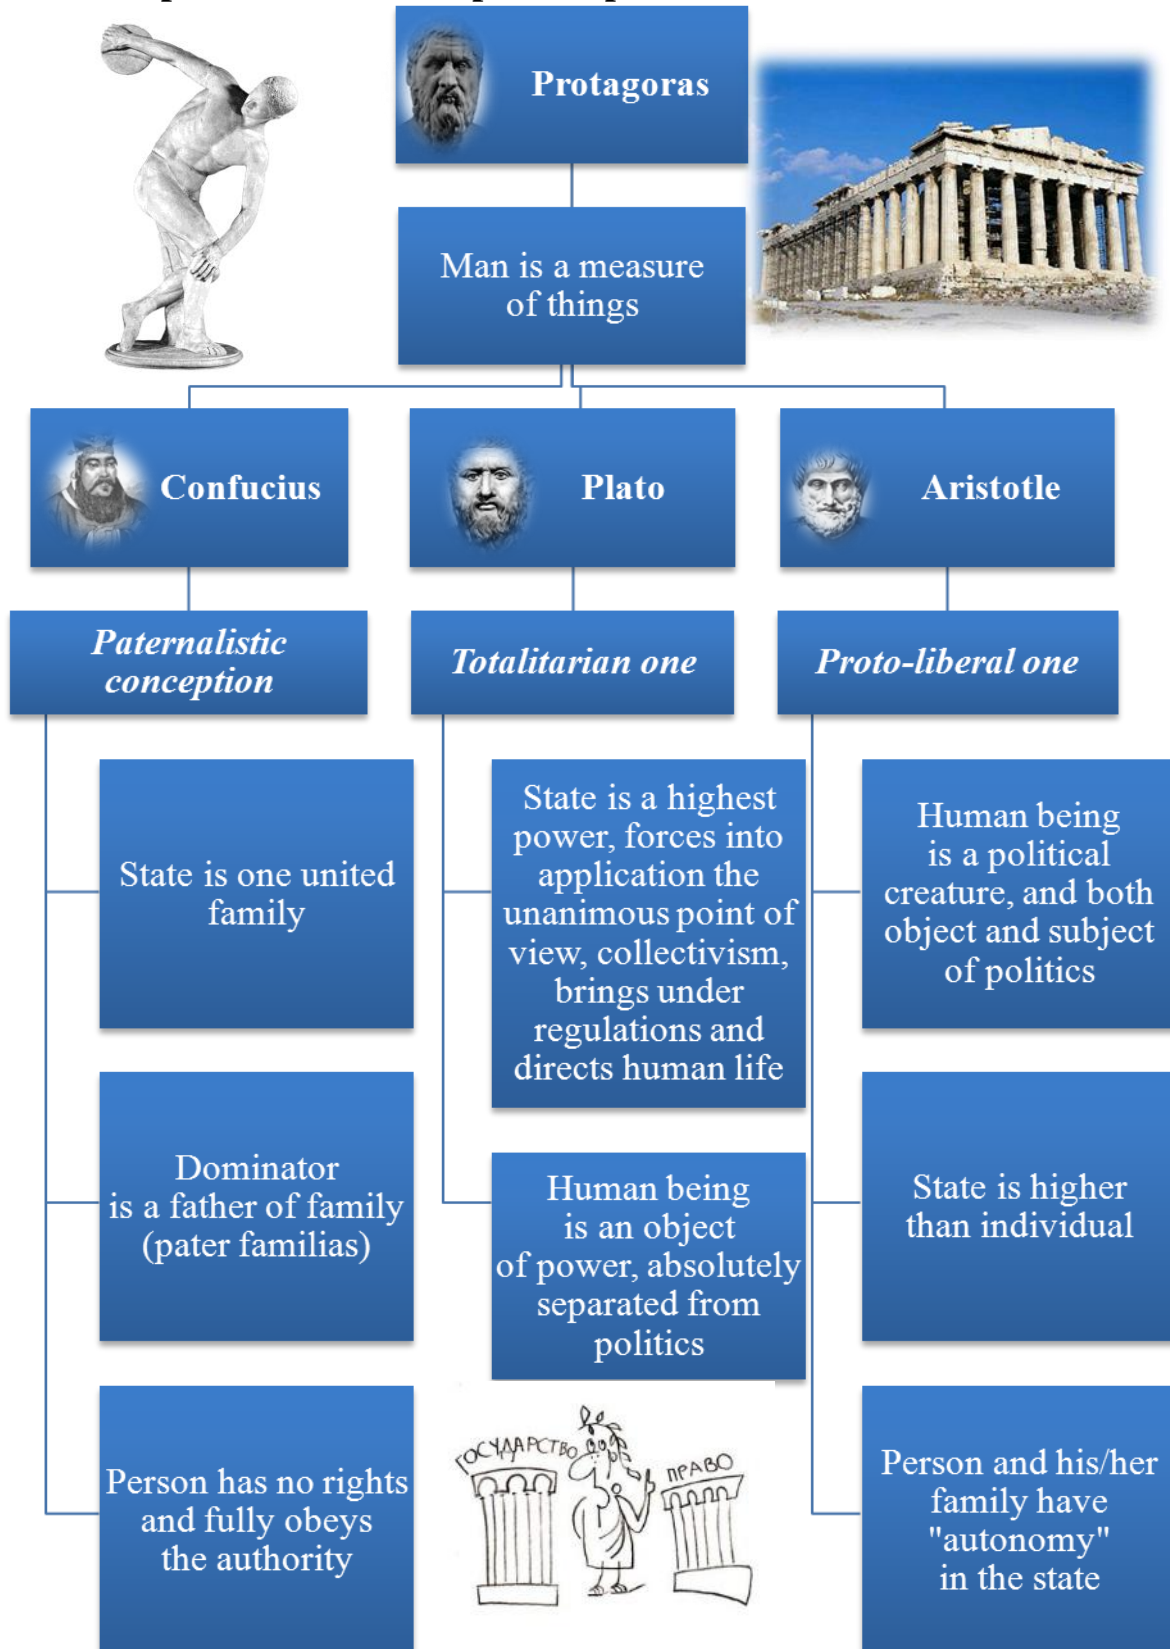 Protagoras
Man is a measure
of things
Confucius
Plato
Aristotle
Paternalistic
conception
Totalitarian one
Proto-liberal one
State is one united
family
Dominator
is a father of family
(pater familias)
Person has no rights
and fully obeys
the authority
State is a highest
power, forces into
application the
unanimous point of
view, collectivism,
brings under
regulations and
directs human life
Human being
is an object
of power, absolutely
separated from
politics
Human being
is a political
creature, and both
object and subject
of politics
State is higher
than individual
Person and his/her
family have
"autonomy"
in the state
ГОСУДАРСТВО
ПРАВО